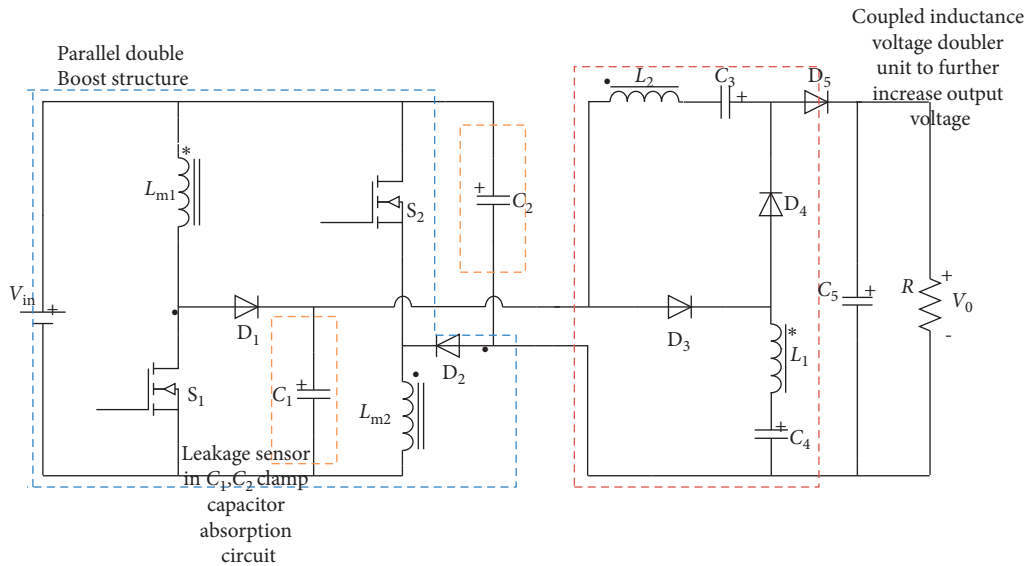 Parallel double
Boost structure
Coupled inductance
voltage doubler
unit to further
increase output
voltage
L2
C3
D5
+
*
Lm1
S2
+
C2
D4
Vin
+
D1
D3
C5
+
R
+
V0
-
S1
+
C1
D2
Lm2
*
L1
+
C4
Leakage sensor
in C1,C2 clamp
capacitor
absorption
circuit